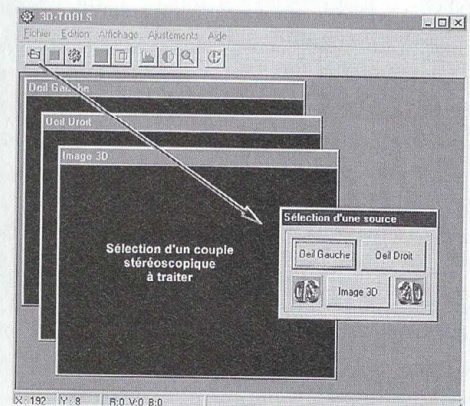 3D-TOOLS
Fichier Edition Affichage Ajustements Aide
Oeil Gauche
Oeil Droit
Image 3D
Sélection d'un couple
stéréoscopique
à traiter
Sélection d'une source
Oeil Gauche Oeil Droit
Image 3D
X: 192 Y: 8 R:0 V:0 B:0